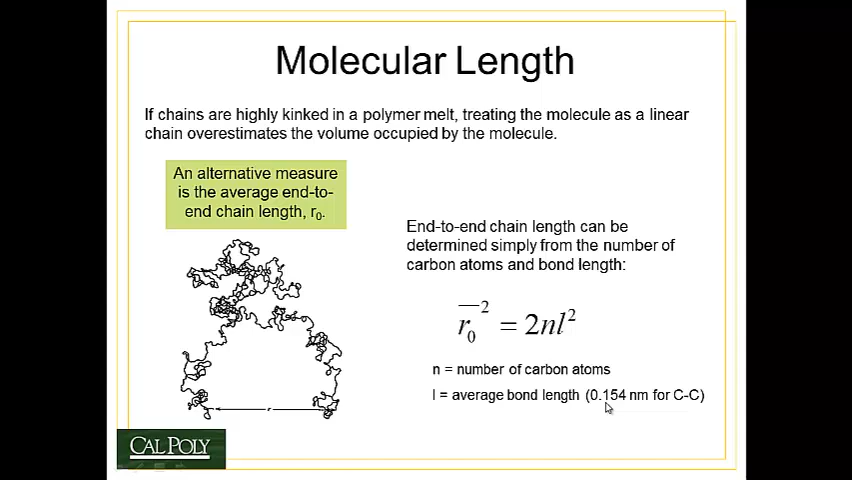 Molecular Length
If chains are highly kinked in a polymer melt, treating the molecule as a linear
chain overestimates the volume occupied by the molecule.
An alternative measure
is the average end-to-
end chain length, r₀.
End-to-end chain length can be
determined simply from the number of
carbon atoms and bond length:
r̅₀² = 2nl²
n = number of carbon atoms
l = average bond length (0.154 nm for C-C)
r
CAL POLY